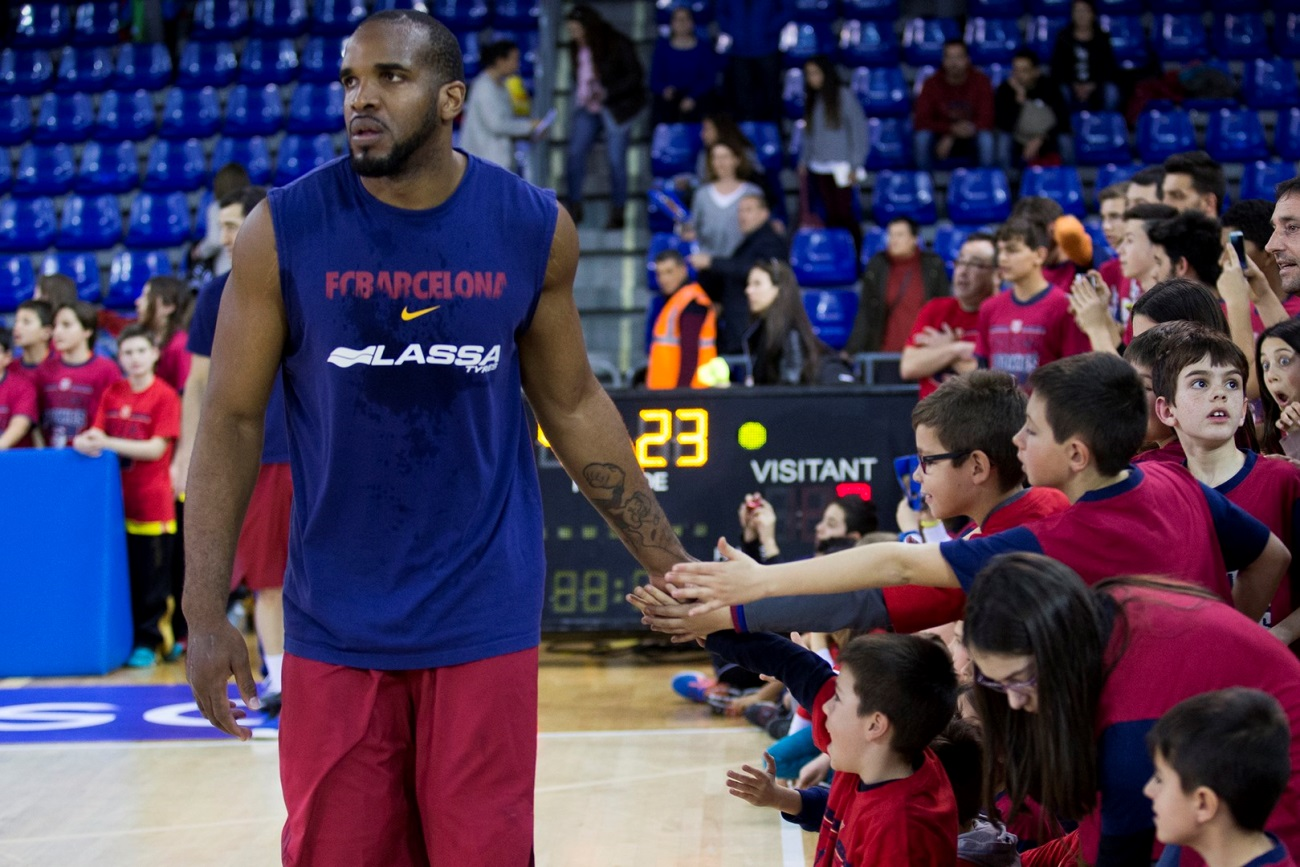 FCBARCELONA
LASSA
TYRES
23
VISITANT